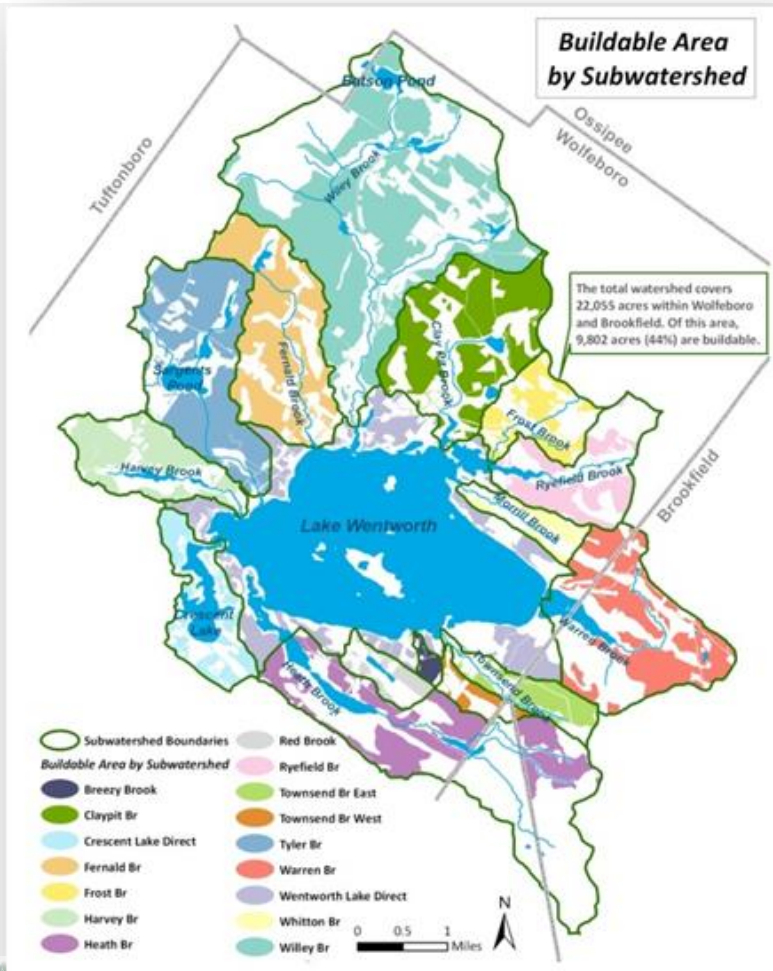 Buildable Area
by Subwatershed
Batson Pond
Ossipee
Wolfeboro
Tuftonboro
Wiley Brook
The total watershed covers
22,055 acres within Wolfeboro
and Brookfield. Of this area,
9,802 acres (44%) are buildable.
Clay Pit Brook
Fernald Brook
Sargents
Pond
Frost Brook
Harvey Brook
Ryefield Brook
Brookfield
Morrill Brook
Lake Wentworth
Crescent
Lake
Warren Brook
Heath Brook
Townsend Brook
Subwatershed Boundaries
Buildable Area by Subwatershed
Breezy Brook
Claypit Br
Crescent Lake Direct
Fernald Br
Frost Br
Harvey Br
Heath Br
Red Brook
Ryefield Br
Townsend Br East
Townsend Br West
Tyler Br
Warren Br
Wentworth Lake Direct
Whitton Br
Willey Br
N
0 0.5 1
Miles